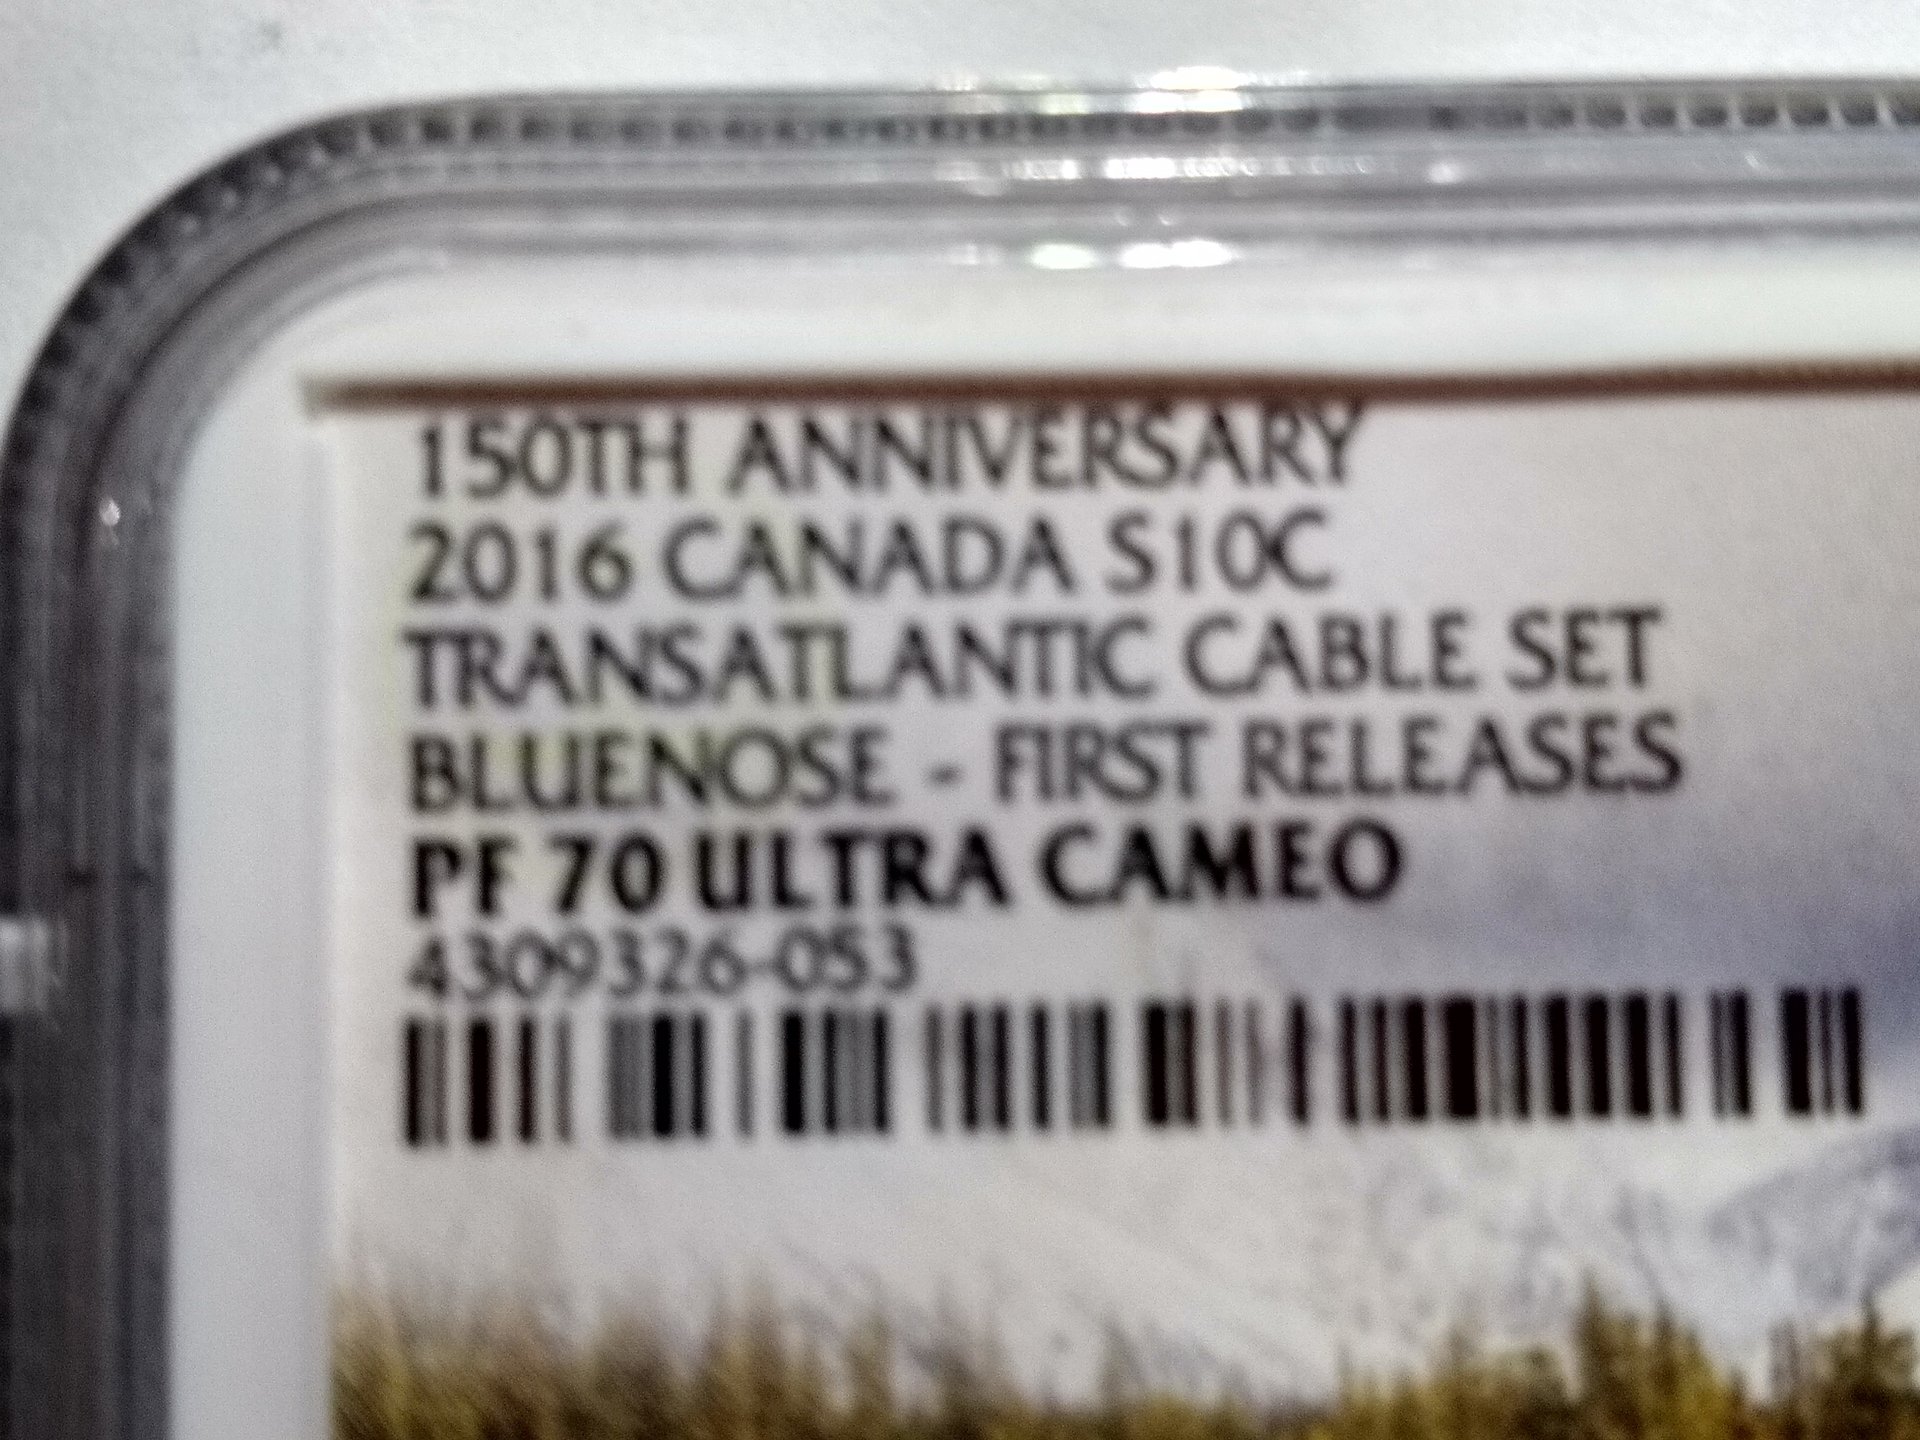 150TH ANNIVERSARY
2016 CANADA S10C
TRANSATLANTIC CABLE SET
BLUENOSE - FIRST RELEASES
PF 70 ULTRA CAMEO
4309326-053